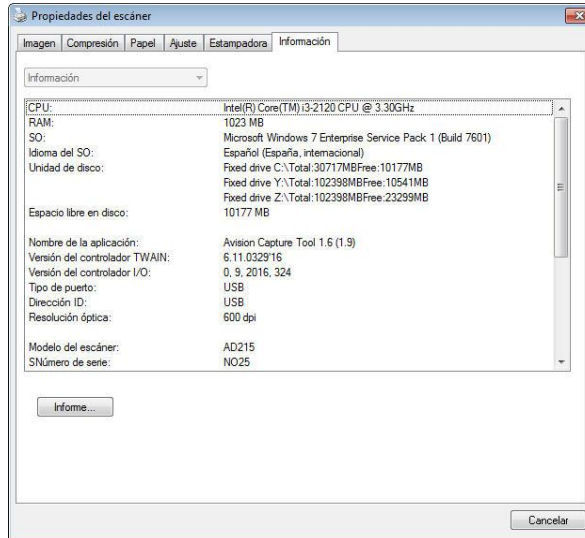 Propiedades del escáner
Imagen Compresión Papel Ajuste Estampadora Información
Información
CPU: Intel(R) Core(TM) i3-2120 CPU @ 3.30GHz
RAM: 1023 MB
SO: Microsoft Windows 7 Enterprise Service Pack 1 (Build 7601)
Idioma del SO: Español (España, internacional)
Unidad de disco: Fixed drive C:\Total:30717MBFree:10177MB
Fixed drive Y:\Total:102398MBFree:10541MB
Fixed drive Z:\Total:102398MBFree:23299MB
Espacio libre en disco: 10177 MB
Nombre de la aplicación: Avision Capture Tool 1.6 (1.9)
Versión del controlador TWAIN: 6.11.0329'16
Versión del controlador I/O: 0, 9, 2016, 324
Tipo de puerto: USB
Dirección ID: USB
Resolución óptica: 600 dpi
Modelo del escáner: AD215
SNúmero de serie: NO25
Informe...
Cancelar